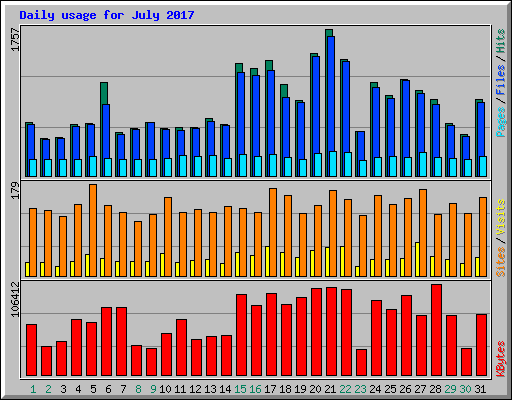 Daily usage for July 2017
1757
Pages / Files / Hits
179
Sites / Visits
106412
KBytes
1 2 3 4 5 6 7 8 9 10 11 12 13 14 15 16 17 18 19 20 21 22 23 24 25 26 27 28 29 30 31